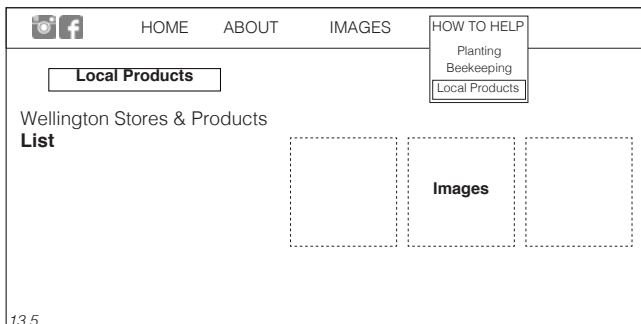 HOME ABOUT IMAGES HOW TO HELP
Planting
Beekeeping
Local Products
Local Products
Wellington Stores & Products
List
Images
13.5